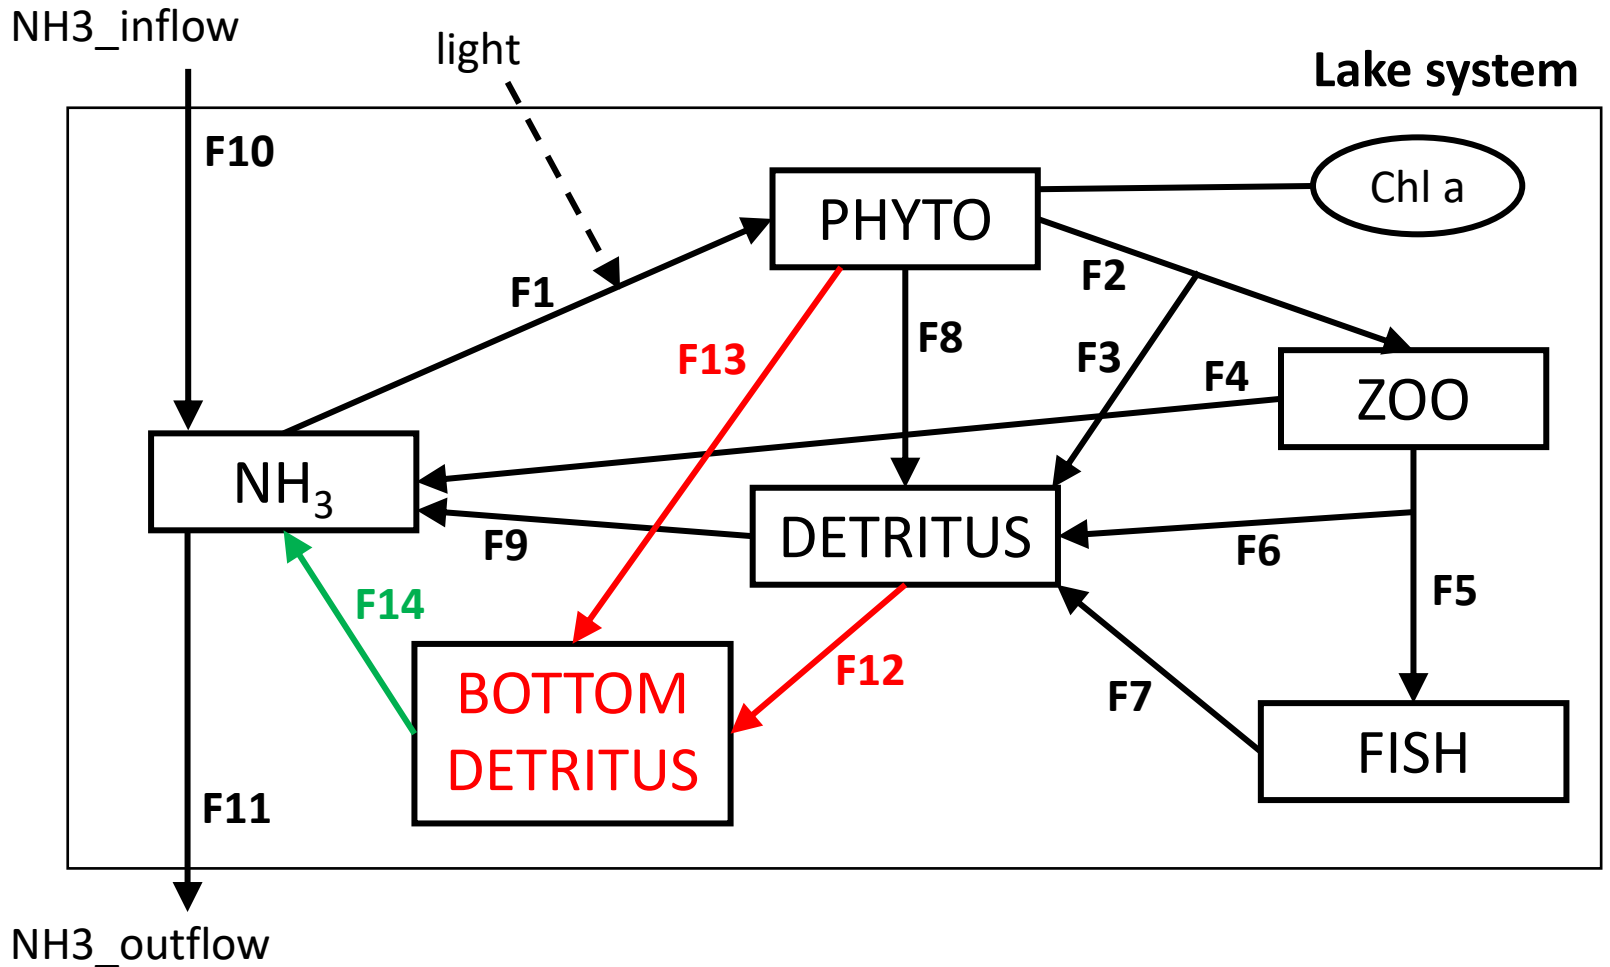 NH3_inflow
light
Lake system
F10
Chl a
PHYTO
F2
F1
F8
F3
F13
F4
ZOO
NH₃
DETRITUS
F9
F6
F14
F5
BOTTOM
DETRITUS
F12
F7
FISH
F11
NH3_outflow